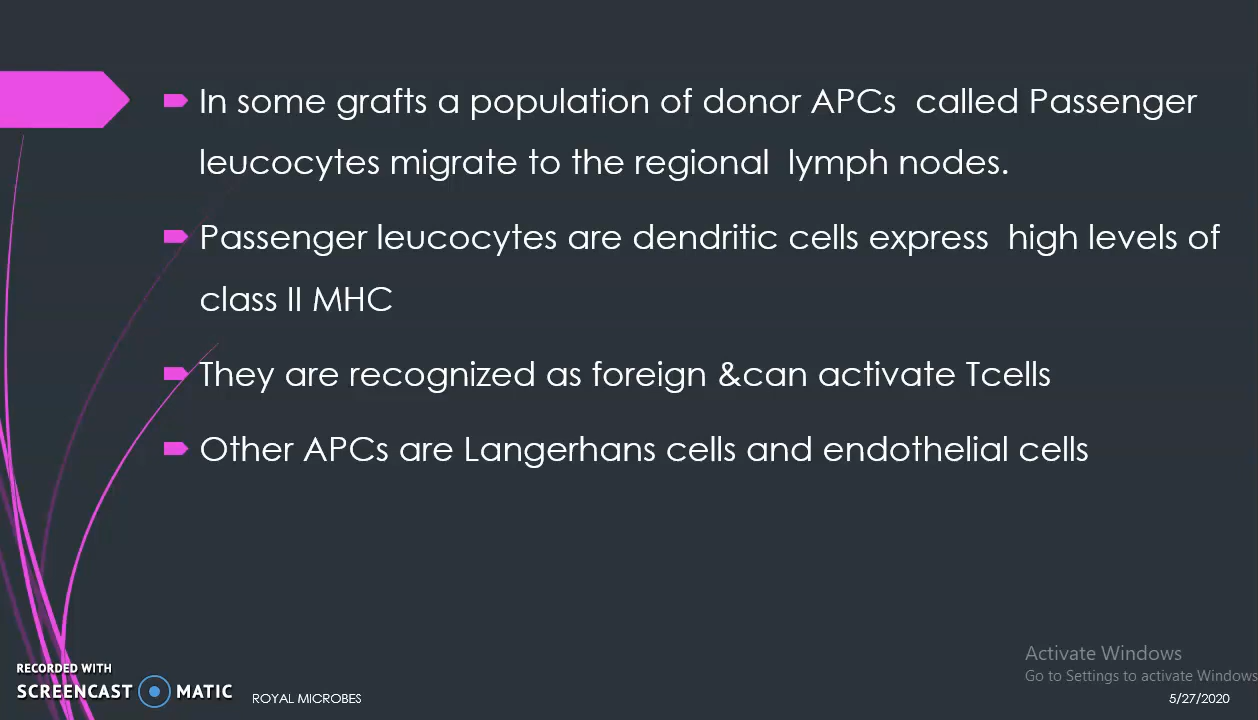 In some grafts a population of donor APCs called Passenger
leucocytes migrate to the regional lymph nodes.
Passenger leucocytes are dendritic cells express high levels of
class II MHC
They are recognized as foreign &can activate Tcells
Other APCs are Langerhans cells and endothelial cells
Activate Windows
Go to Settings to activate Windows
RECORDED WITH
SCREENCAST MATIC
ROYAL MICROBES
5/27/2020